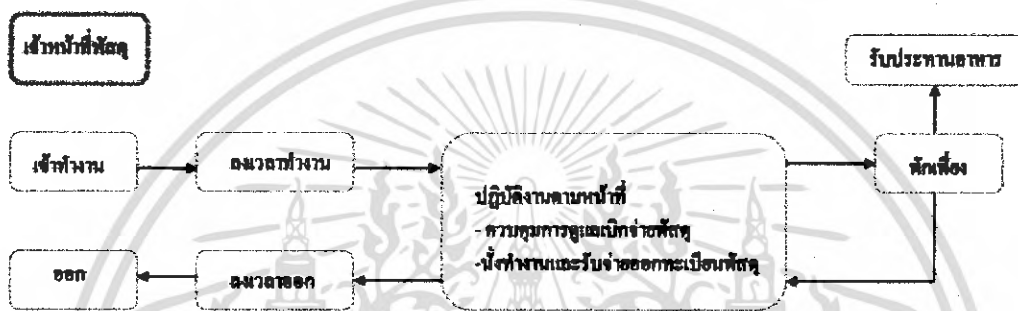 เจ้าหน้าที่พัสดุ
รับประทานอาหาร
เข้าทำงาน
ลงเวลาทำงาน
พักเที่ยง
ปฏิบัติงานตามหน้าที่
- ควบคุมการดูแลเบิกจ่ายพัสดุ
-นั่งทำงานและรับจ่ายออกทะเบียนพัสดุ
ออก
ลงเวลาออก